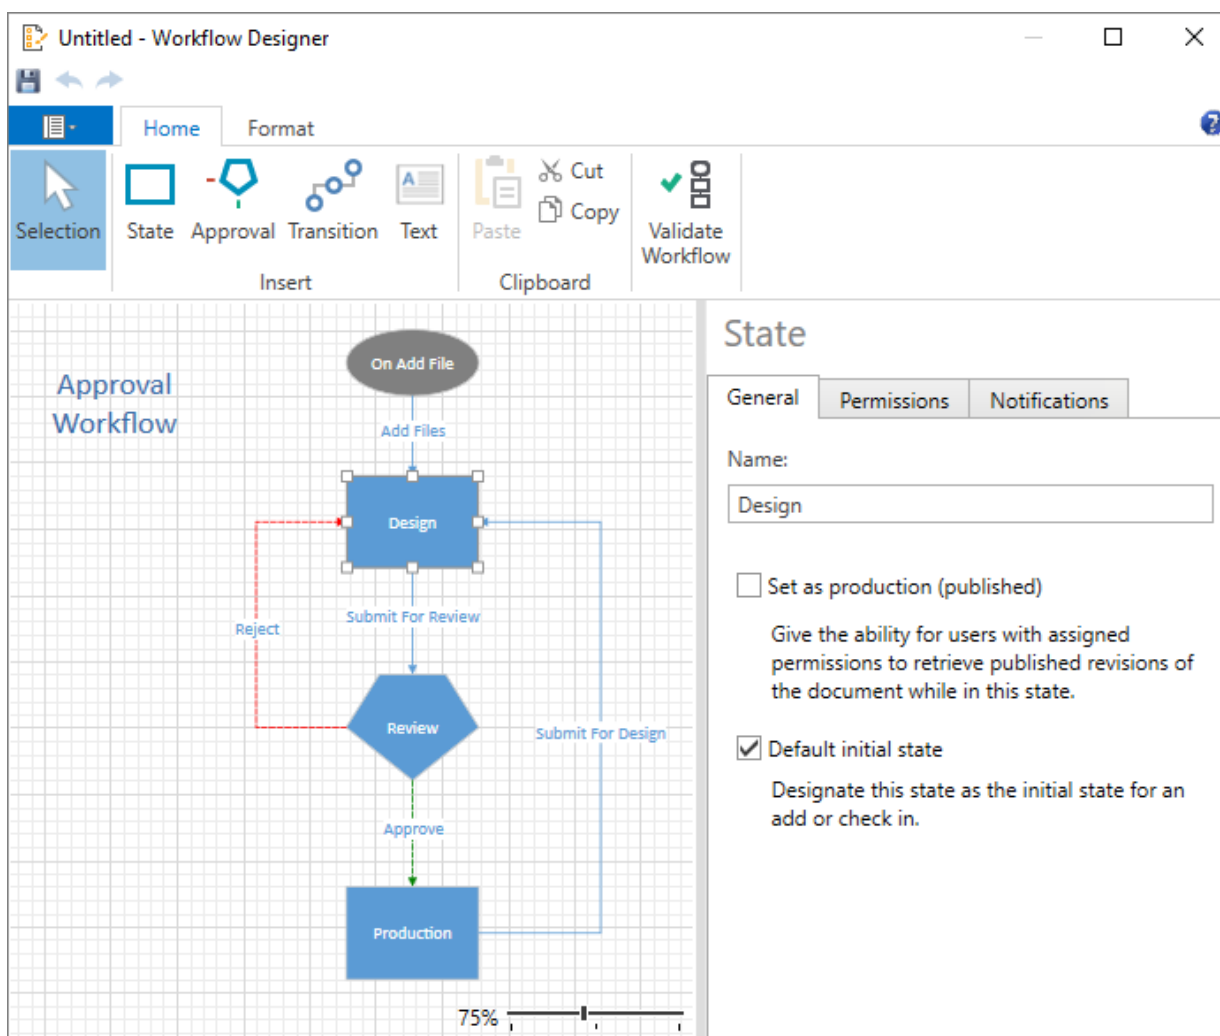 Untitled - Workflow Designer
Home Format
?
Selection State Approval Transition A Text Paste Cut
Copy
Validate
Workflow
Insert Clipboard
Approval
Workflow
On Add File
Add Files
Design
Submit For Review
Reject
Review
Submit For Design
Approve
Production
75%
State
General Permissions Notifications
Name:
Design
Set as production (published)
Give the ability for users with assigned
permissions to retrieve published revisions of
the document while in this state.
Default initial state
Designate this state as the initial state for an
add or check in.